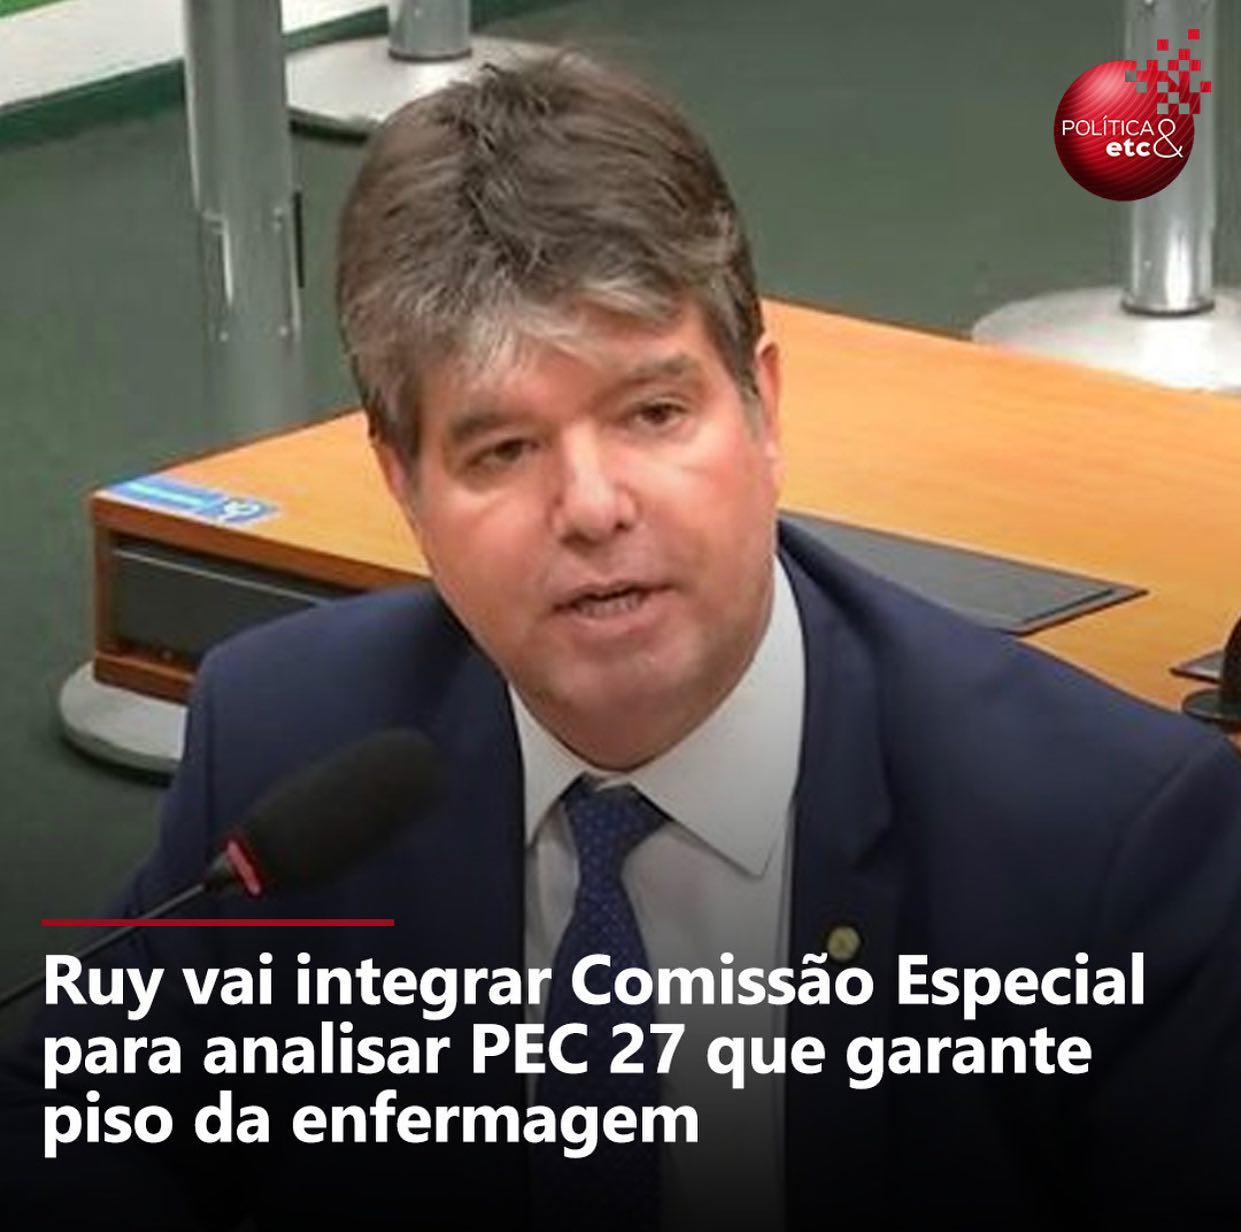 POLÍTICA &
etc
Ruy vai integrar Comissão Especial
para analisar PEC 27 que garante
piso da enfermagem